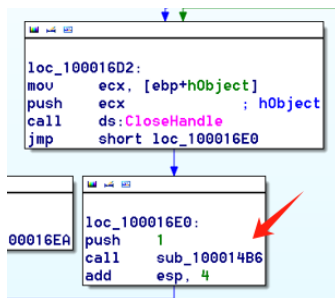 loc_100016D2:
mov     ecx, [ebp+hObject]
push    ecx             ; hObject
call    ds:CloseHandle
jmp     short loc_100016E0
000016EA
loc_100016E0:
push    1
call    sub_100014B6
add     esp, 4